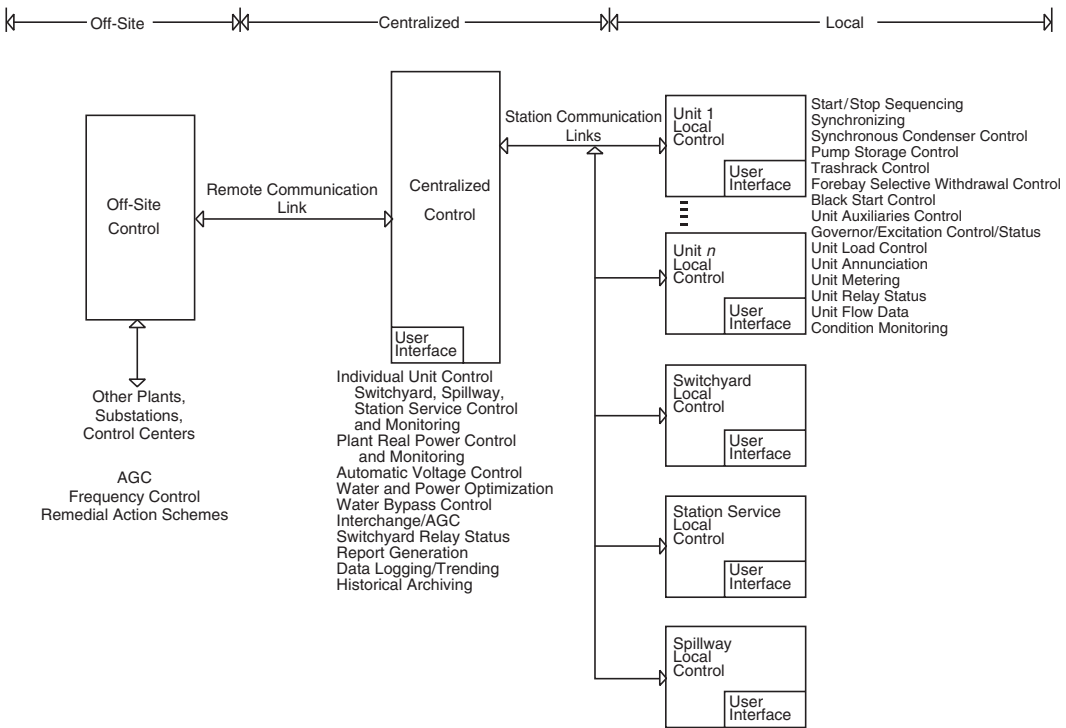 Off-Site
Centralized
Local
Off-Site
Control
Other Plants,
Substations,
Control Centers
AGC
Frequency Control
Remedial Action Schemes
Remote Communication
Link
Centralized
Control
User
Interface
Individual Unit Control
Switchyard, Spillway,
Station Service Control
and Monitoring
Plant Real Power Control
and Monitoring
Automatic Voltage Control
Water and Power Optimization
Water Bypass Control
Interchange/AGC
Switchyard Relay Status
Report Generation
Data Logging/Trending
Historical Archiving
Station Communication
Links
Unit 1
Local
Control
User
Interface
Unit n
Local
Control
User
Interface
Start/Stop Sequencing
Synchronizing
Synchronous Condenser Control
Pump Storage Control
Trashrack Control
Forebay Selective Withdrawal Control
Black Start Control
Unit Auxiliaries Control
Governor/Excitation Control/Status
Unit Load Control
Unit Annunciation
Unit Metering
Unit Relay Status
Unit Flow Data
Condition Monitoring
Switchyard
Local
Control
User
Interface
Station Service
Local
Control
User
Interface
Spillway
Local
Control
User
Interface